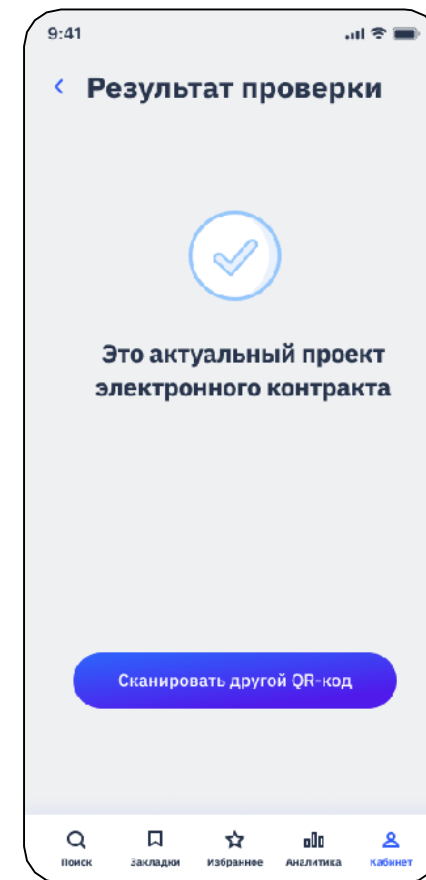 9:41
Результат проверки
Это актуальный проект
электронного контракта
Сканировать другой QR-код
Поиск Закладки Избранное Аналитика Кабинет